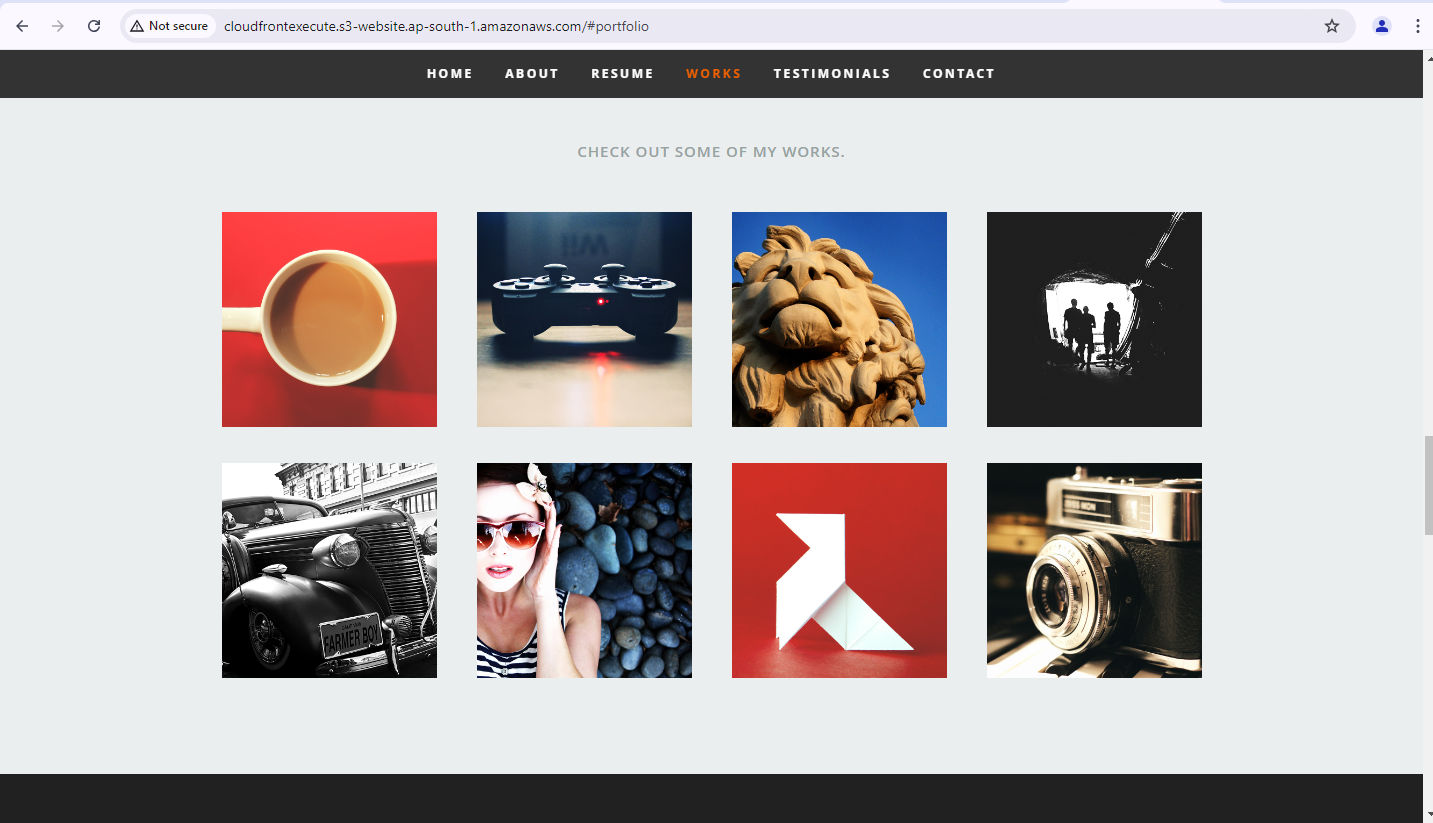 Not secure cloudfrontexecute.s3-website.ap-south-1.amazonaws.com/#portfolio
HOME ABOUT RESUME WORKS TESTIMONIALS CONTACT
CHECK OUT SOME OF MY WORKS.
Wii
FARMER BOY